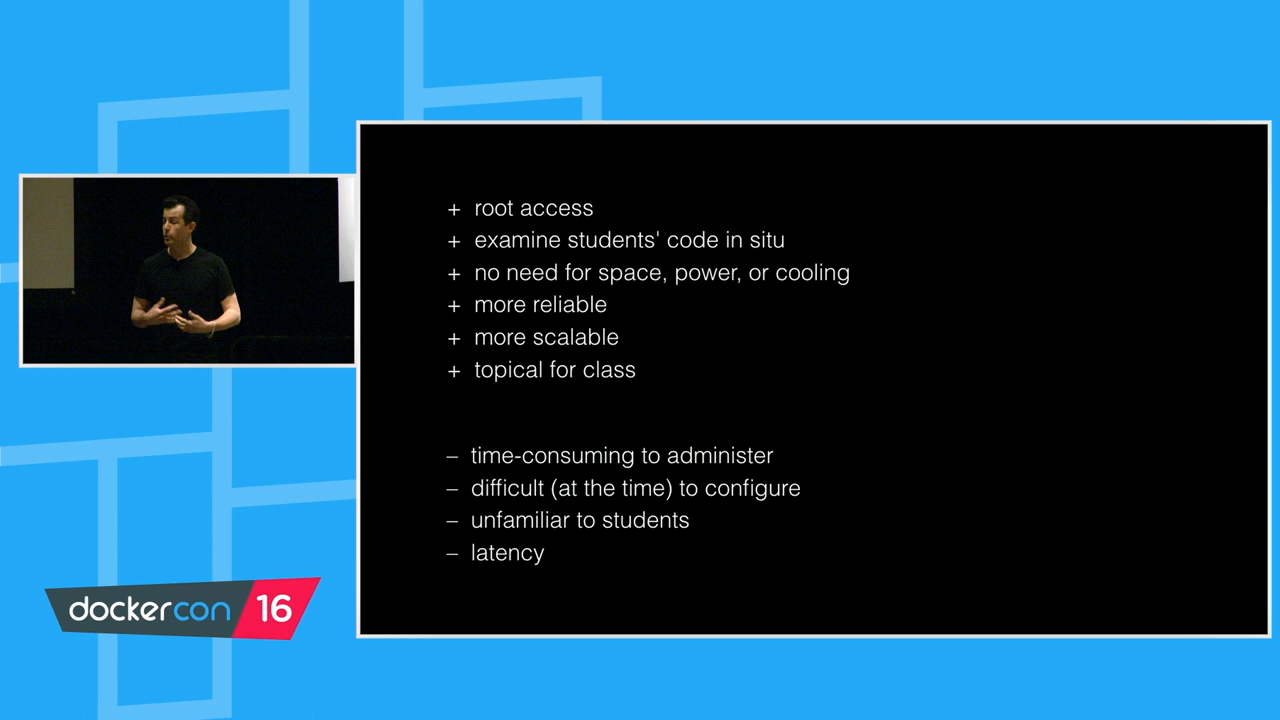 + root access
+ examine students' code in situ
+ no need for space, power, or cooling
+ more reliable
+ more scalable
+ topical for class
– time-consuming to administer
– difficult (at the time) to configure
– unfamiliar to students
– latency
dockercon 16